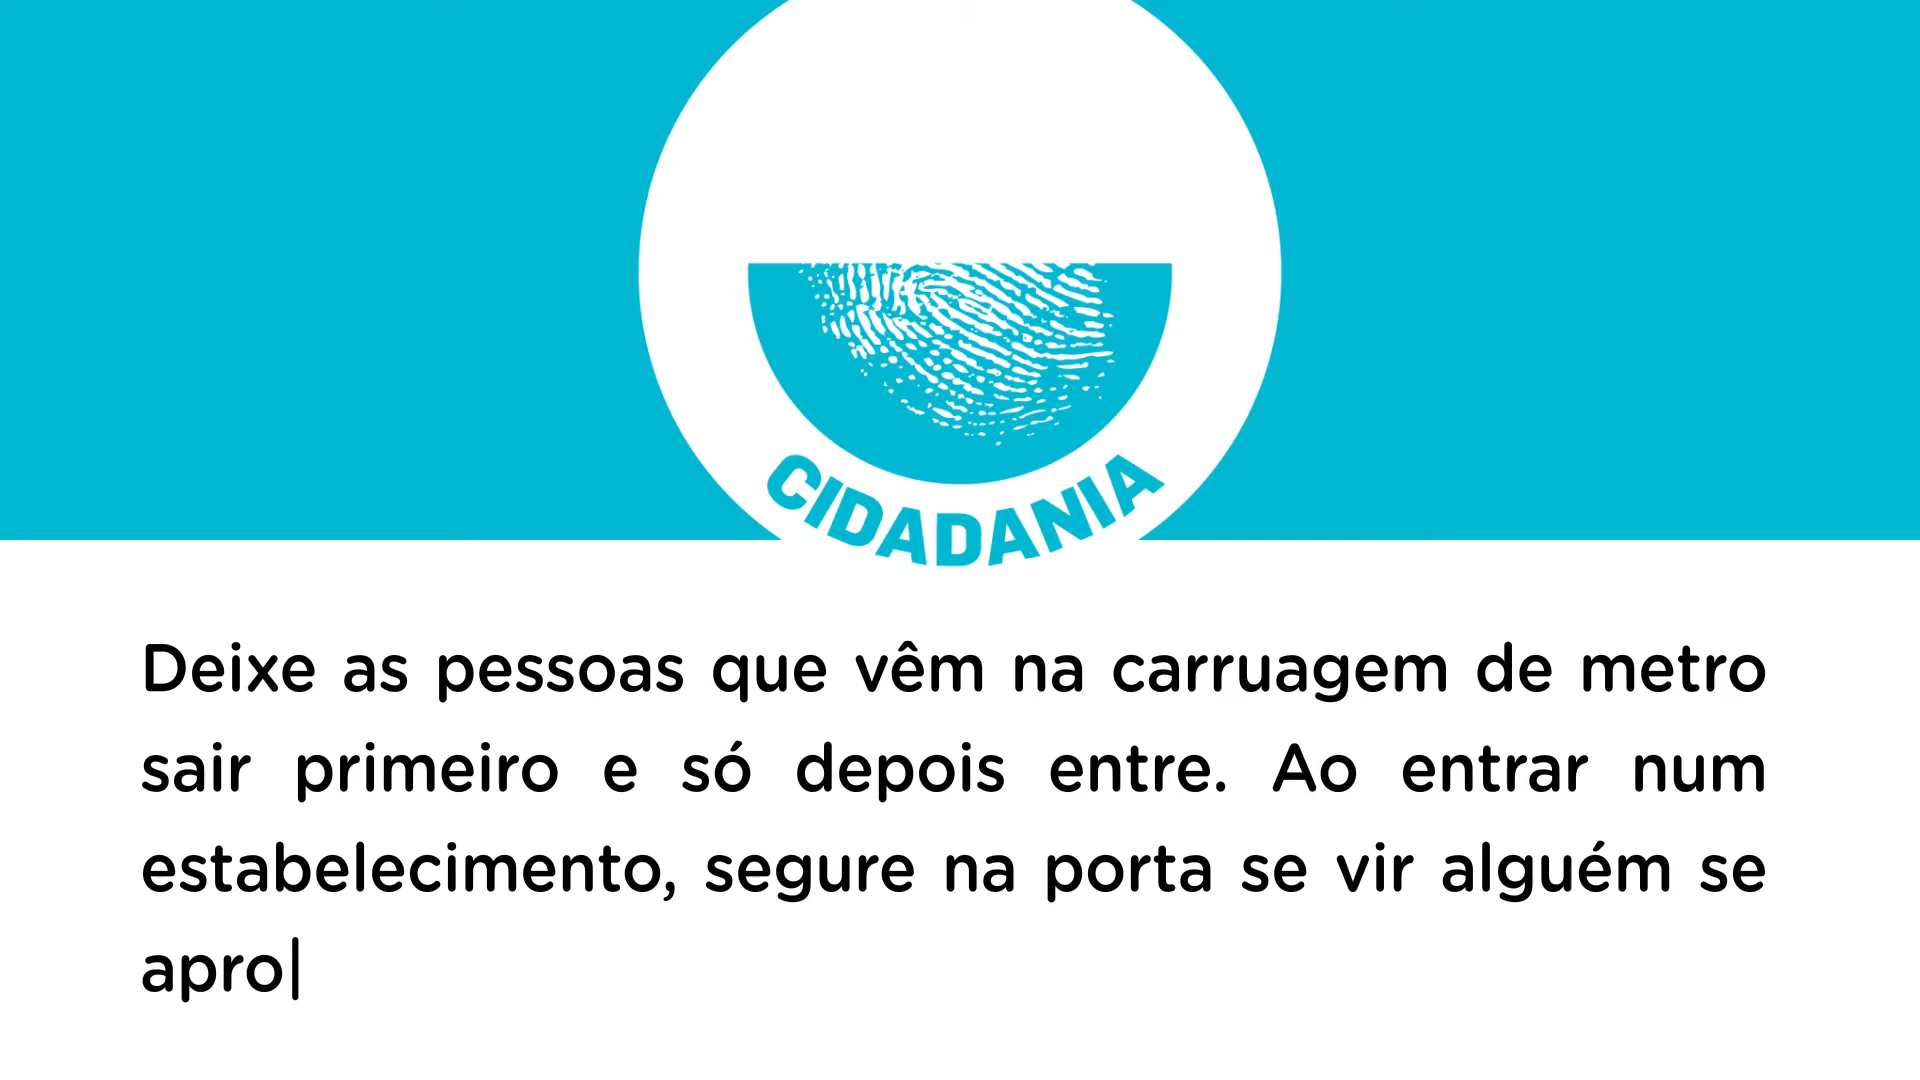 CIDADANIA
Deixe as pessoas que vêm na carruagem de metro
sair primeiro e só depois entre. Ao entrar num
estabelecimento, segure na porta se vir alguém se
apro|